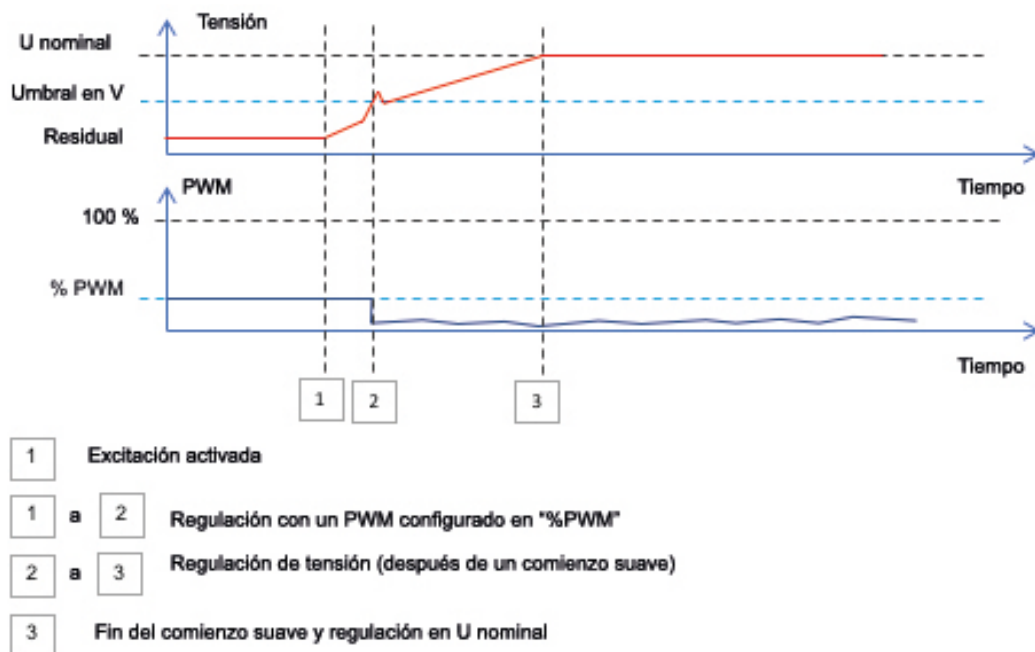 Tensión
U nominal
Umbral en V
Residual
PWM
Tiempo
100 %
% PWM
Tiempo
1
2
3
1 Excitación activada
1 a 2 Regulación con un PWM configurado en "%PWM"
2 a 3 Regulación de tensión (después de un comienzo suave)
3 Fin del comienzo suave y regulación en U nominal